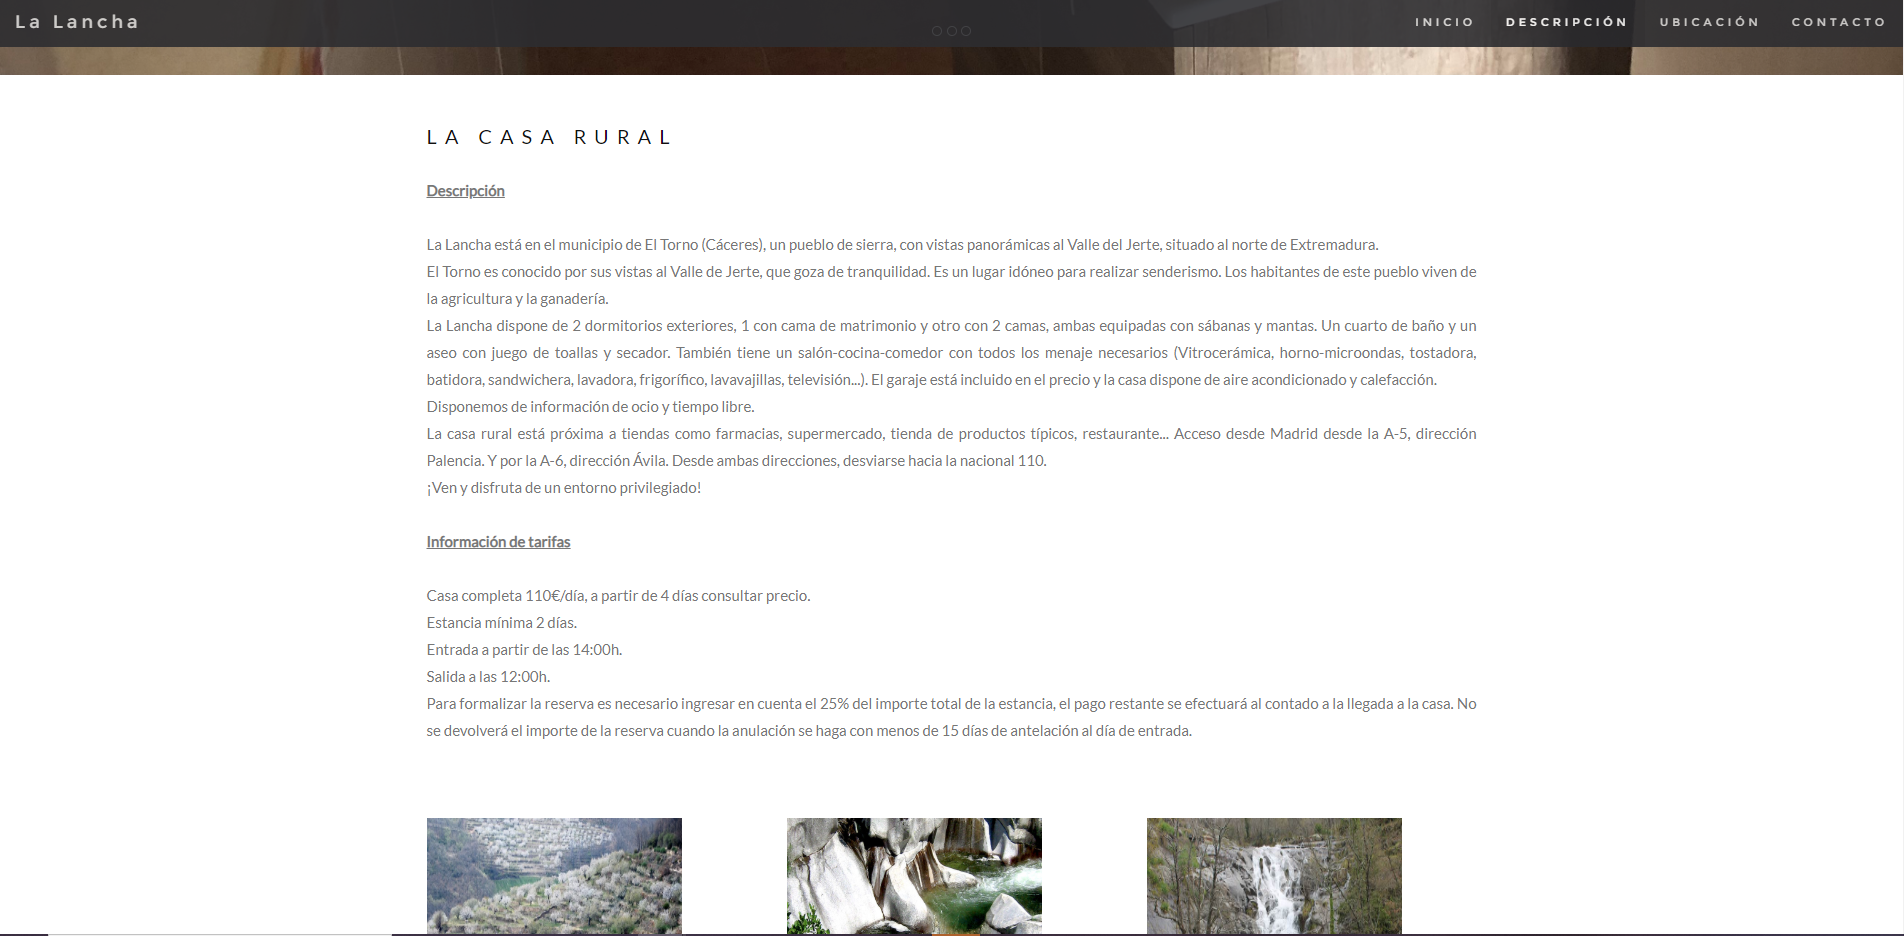 La Lancha
INICIO
DESCRIPCIÓN
UBICACIÓN
CONTACTO
LA CASA RURAL
Descripción
La Lancha está en el municipio de El Torno (Cáceres), un pueblo de sierra, con vistas panorámicas al Valle del Jerte, situado al norte de Extremadura.
El Torno es conocido por sus vistas al Valle de Jerte, que goza de tranquilidad. Es un lugar idóneo para realizar senderismo. Los habitantes de este pueblo viven de
la agricultura y la ganadería.
La Lancha dispone de 2 dormitorios exteriores, 1 con cama de matrimonio y otro con 2 camas, ambas equipadas con sábanas y mantas. Un cuarto de baño y un
aseo con juego de toallas y secador. También tiene un salón-cocina-comedor con todos los menaje necesarios (Vitrocerámica, horno-microondas, tostadora,
batidora, sandwichera, lavadora, frigorífico, lavavajillas, televisión...). El garaje está incluido en el precio y la casa dispone de aire acondicionado y calefacción.
Disponemos de información de ocio y tiempo libre.
La casa rural está próxima a tiendas como farmacias, supermercado, tienda de productos típicos, restaurante... Acceso desde Madrid desde la A-5, dirección
Palencia. Y por la A-6, dirección Ávila. Desde ambas direcciones, desviarse hacia la nacional 110.
¡Ven y disfruta de un entorno privilegiado!
Información de tarifas
Casa completa 110€/día, a partir de 4 días consultar precio.
Estancia mínima 2 días.
Entrada a partir de las 14:00h.
Salida a las 12:00h.
Para formalizar la reserva es necesario ingresar en cuenta el 25% del importe total de la estancia, el pago restante se efectuará al contado a la llegada a la casa. No
se devolverá el importe de la reserva cuando la anulación se haga con menos de 15 días de antelación al día de entrada.